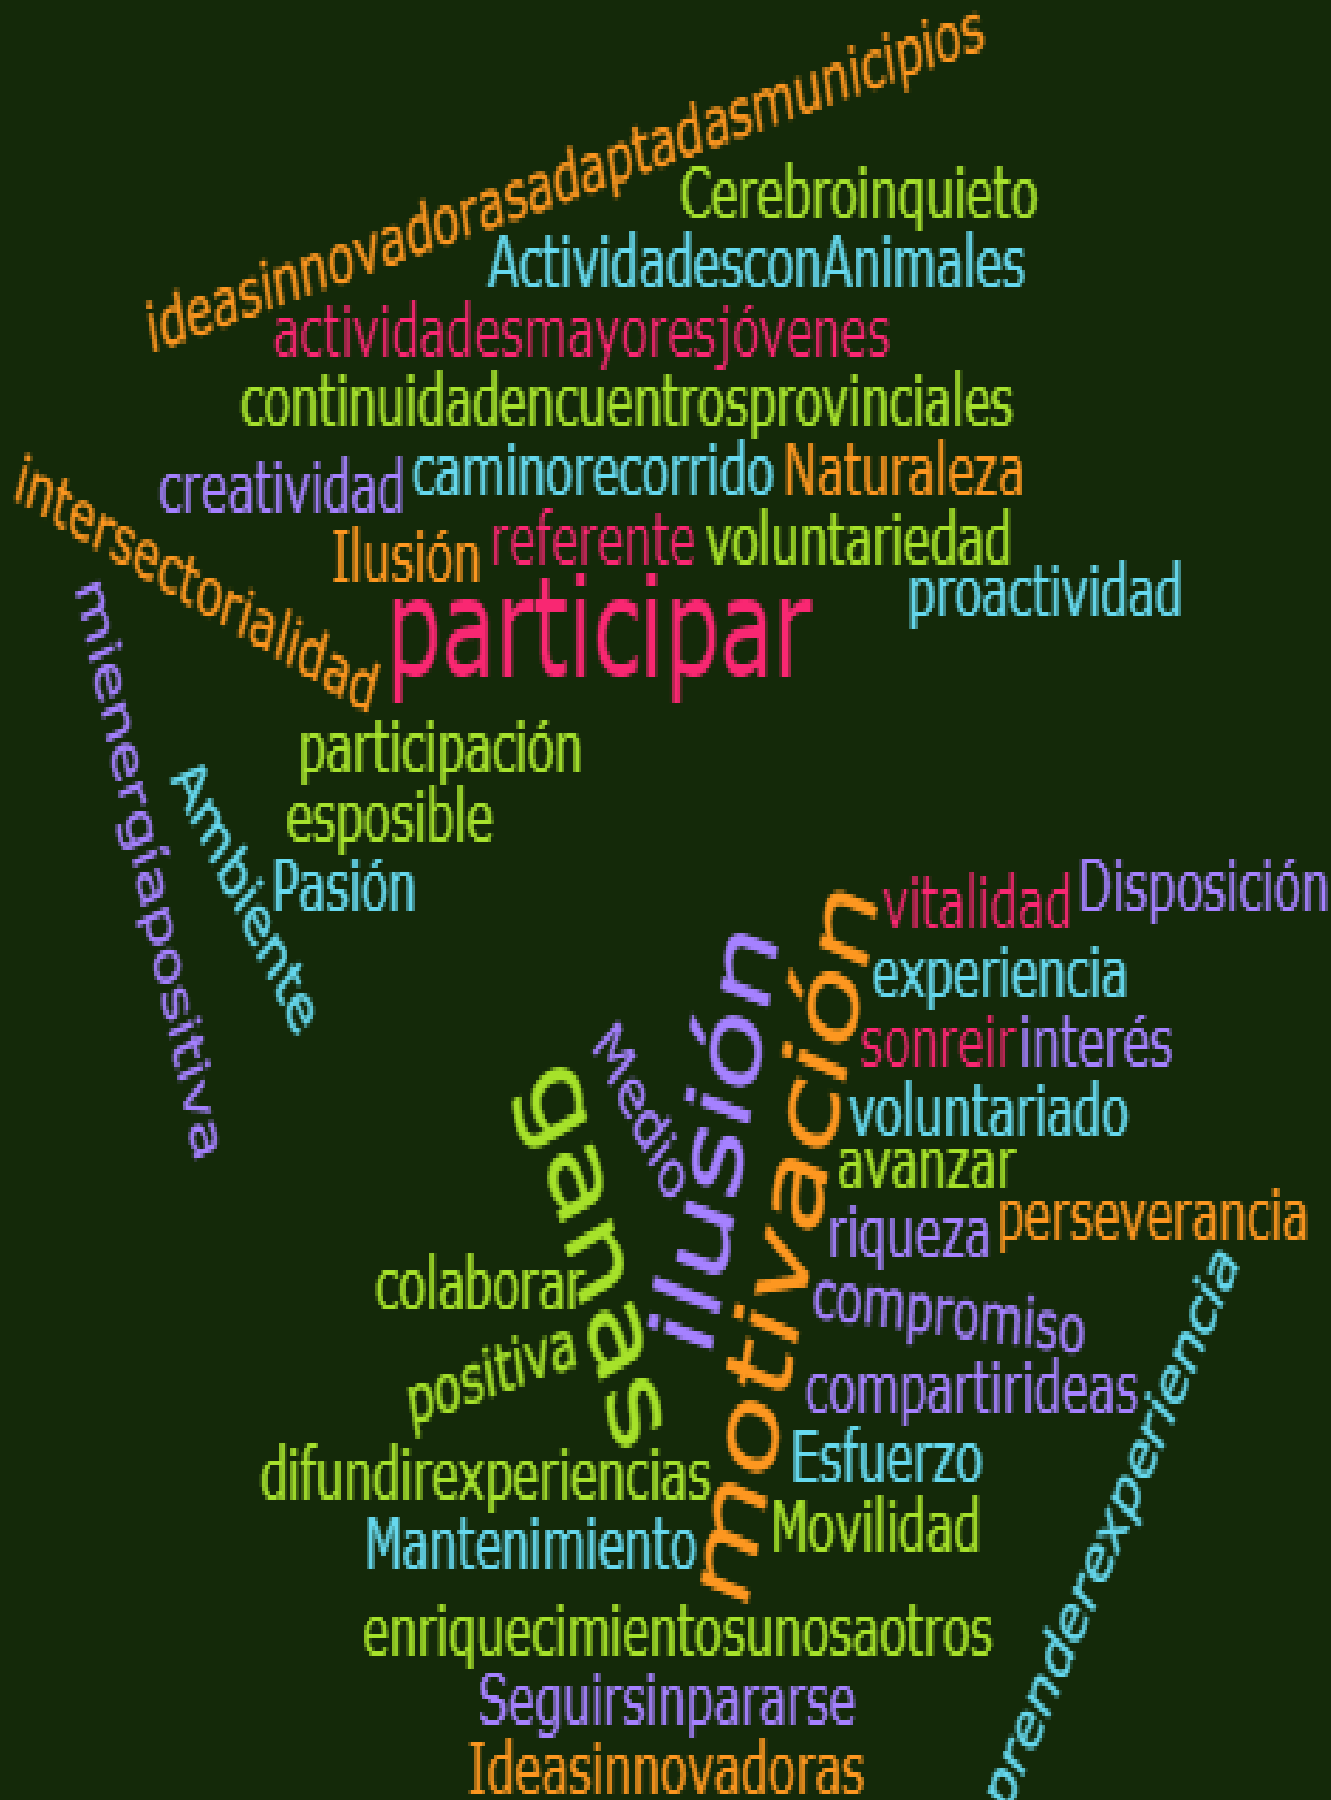 ideasinnovadorasadaptadasmunicipios
Cerebroinquieto
ActividadesconAnimales
actividadesmayoresjóvenes
continuidadencuentrosprovinciales
intersectorialidad
creatividad
caminorecorrido
Naturaleza
Ilusión
referente
voluntariedad
proactividad
participar
mienergíapositiva
participación
Ambiente
esposible
Pasión
vitalidad
Disposición
ilusión
motivación
experiencia
Medio
sonreir
interés
ganas
voluntariado
avanzar
riqueza
perseverancia
colaborar
compromiso
positiva
compartirideas
prenderexperiencia
difundirexperiencias
Esfuerzo
Mantenimiento
Movilidad
enriquecimientosunosaotros
Seguirsinpararse
Ideasinnovadoras